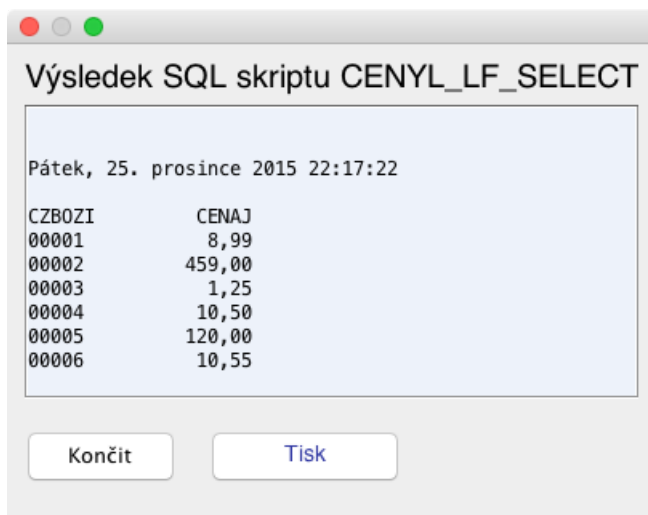 Výsledek SQL skriptu CENYL_LF_SELECT
Pátek, 25. prosince 2015 22:17:22
CZBOZI CENAJ
00001 8,99
00002 459,00
00003 1,25
00004 10,50
00005 120,00
00006 10,55
Končit Tisk